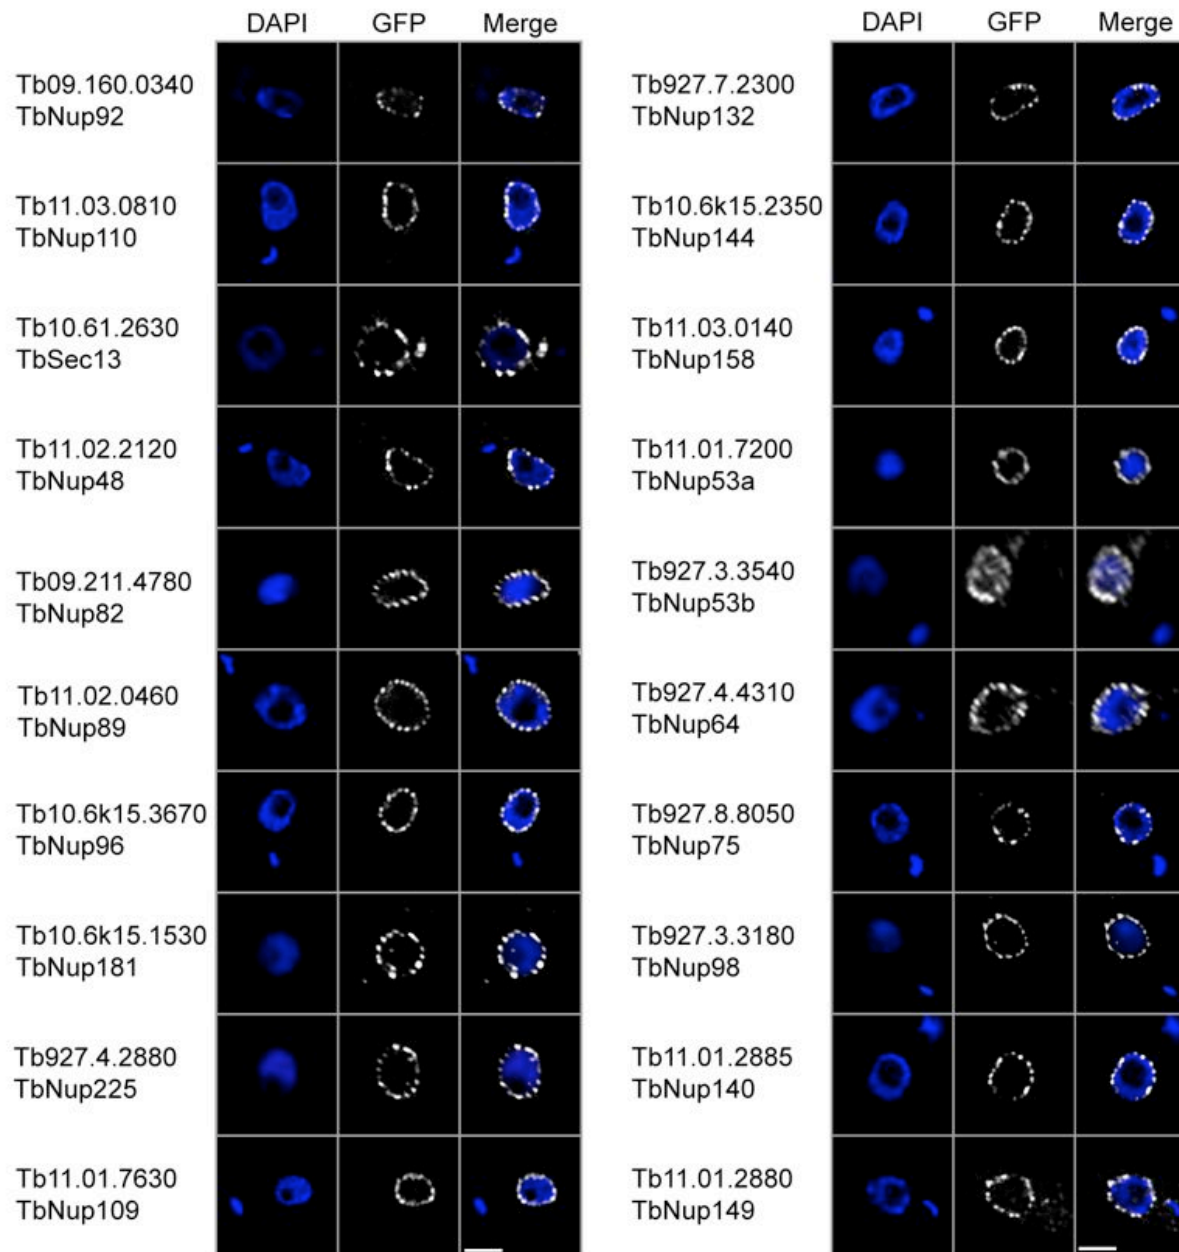 DAPI GFP Merge
Tb09.160.0340
TbNup92
Tb11.03.0810
TbNup110
Tb10.61.2630
TbSec13
Tb11.02.2120
TbNup48
Tb09.211.4780
TbNup82
Tb11.02.0460
TbNup89
Tb10.6k15.3670
TbNup96
Tb10.6k15.1530
TbNup181
Tb927.4.2880
TbNup225
Tb11.01.7630
TbNup109
DAPI GFP Merge
Tb927.7.2300
TbNup132
Tb10.6k15.2350
TbNup144
Tb11.03.0140
TbNup158
Tb11.01.7200
TbNup53a
Tb927.3.3540
TbNup53b
Tb927.4.4310
TbNup64
Tb927.8.8050
TbNup75
Tb927.3.3180
TbNup98
Tb11.01.2885
TbNup140
Tb11.01.2880
TbNup149